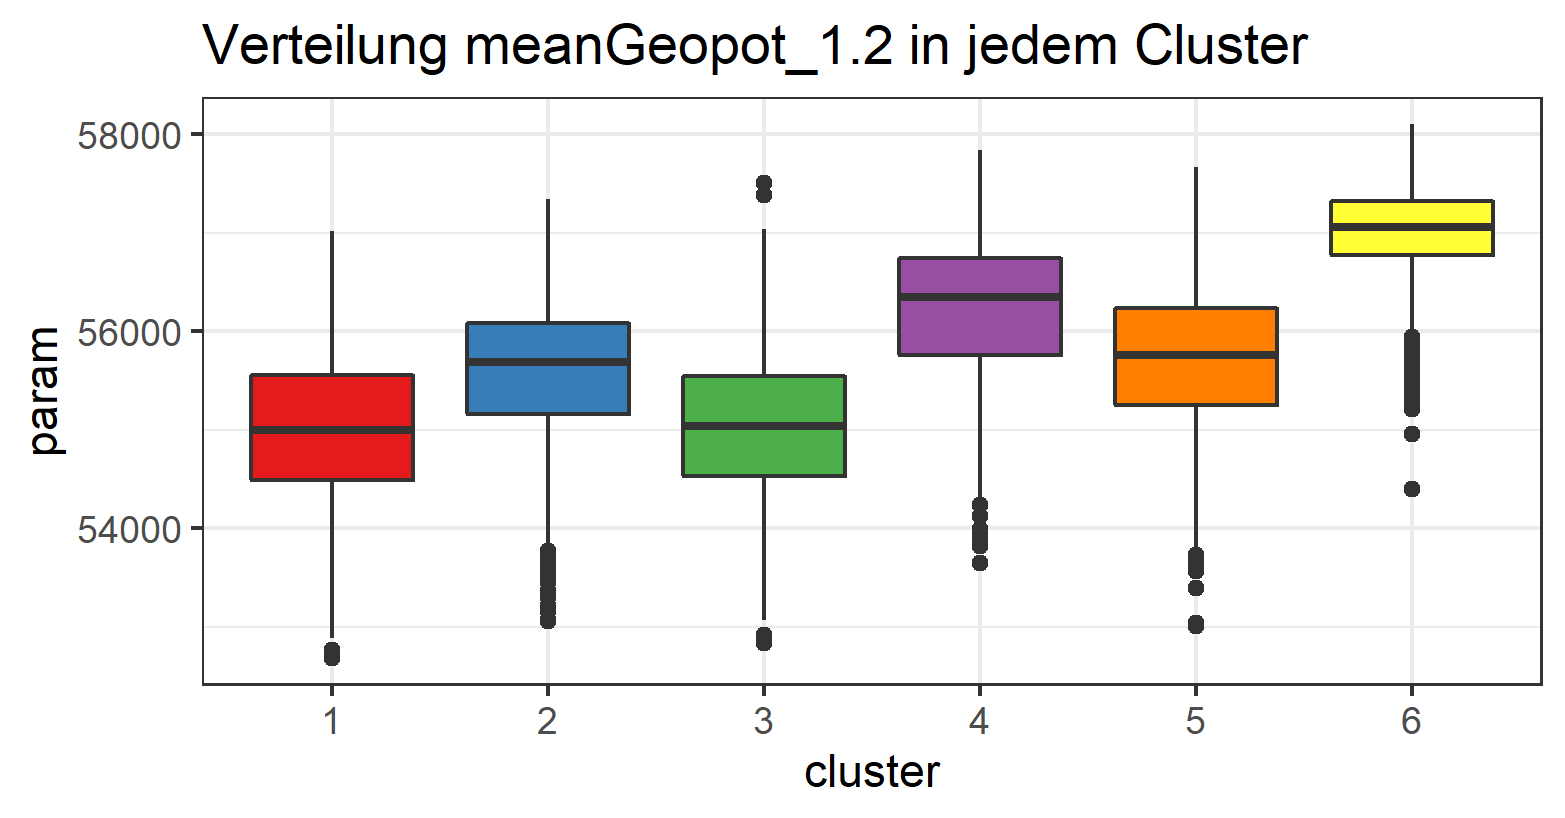 Verteilung meanGeopot_1.2 in jedem Cluster
58000
56000
54000
param
1 2 3 4 5 6
cluster